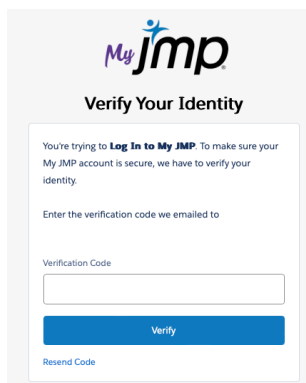 My jmp
Verify Your Identity
You're trying to Log In to My JMP. To make sure your
My JMP account is secure, we have to verify your
identity.
Enter the verification code we emailed to
Verification Code
Verify
Resend Code